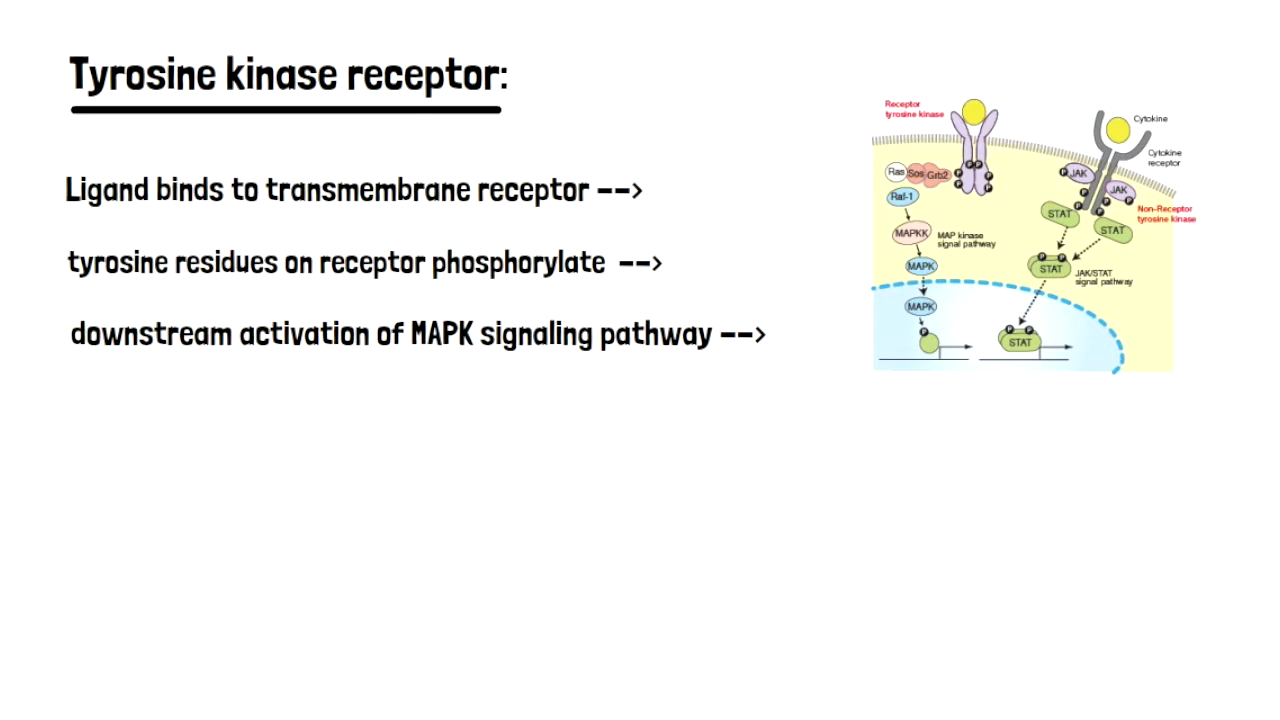 Tyrosine kinase receptor:
Ligand binds to transmembrane receptor -->
tyrosine residues on receptor phosphorylate -->
downstream activation of MAPK signaling pathway -->
Receptor
tyrosine kinase
Cytokine
Cytokine
receptor
Ras Sos Grb2
P P
P P P P
Raf-1
MAPKK
MAP kinase
signal pathway
MAPK
MAPK
P
P JAK
JAK
P P P P P
Non-Receptor
tyrosine kinase
STAT
STAT
P P
STAT
JAK/STAT
signal pathway
P P
STAT